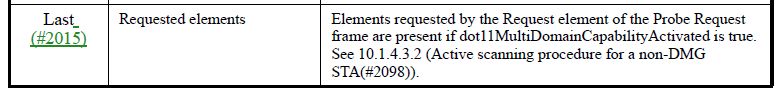 Last
(#2015)
Requested elements
Elements requested by the Request element of the Probe Request
frame are present if dot11MultiDomainCapabilityActivated is true.
See 10.1.4.3.2 (Active scanning procedure for a non-DMG
STA(#2098)).